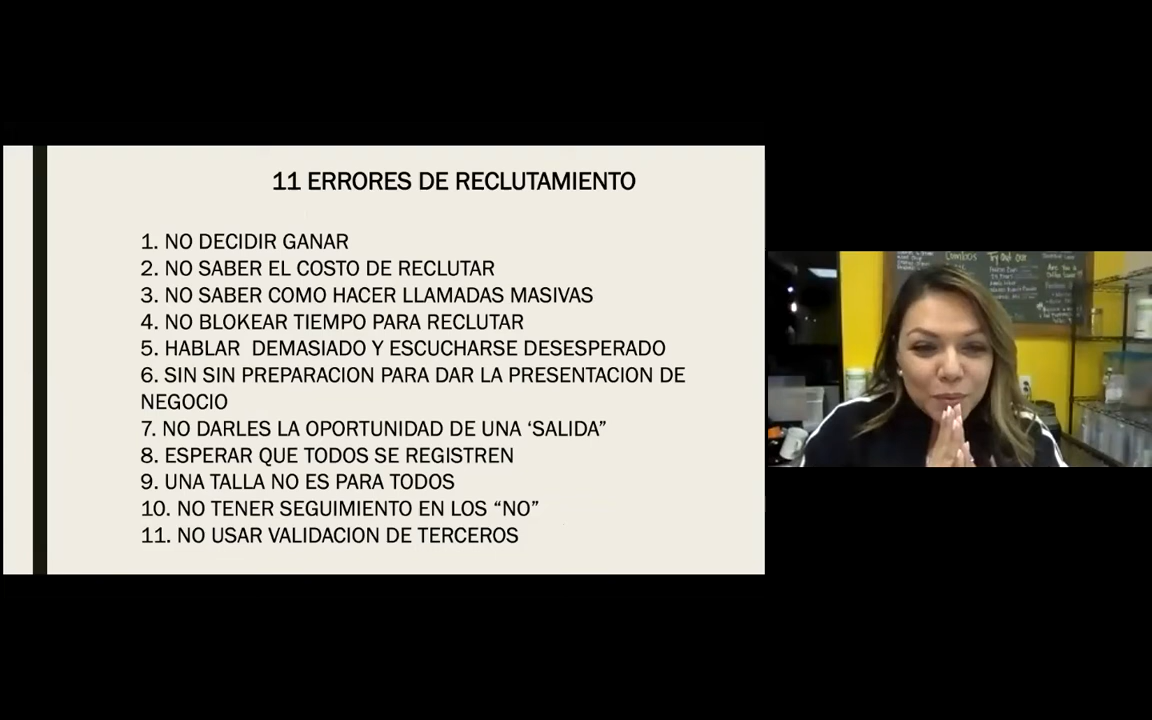 11 ERRORES DE RECLUTAMIENTO
1. NO DECIDIR GANAR
2. NO SABER EL COSTO DE RECLUTAR
3. NO SABER COMO HACER LLAMADAS MASIVAS
4. NO BLOKEAR TIEMPO PARA RECLUTAR
5. HABLAR  DEMASIADO Y ESCUCHARSE DESESPERADO
6. SIN SIN PREPARACION PARA DAR LA PRESENTACION DE
NEGOCIO
7. NO DARLES LA OPORTUNIDAD DE UNA ‘SALIDA”
8. ESPERAR QUE TODOS SE REGISTREN
9. UNA TALLA NO ES PARA TODOS
10. NO TENER SEGUIMIENTO EN LOS “NO”
11. NO USAR VALIDACION DE TERCEROS
Combos
Try Out Our